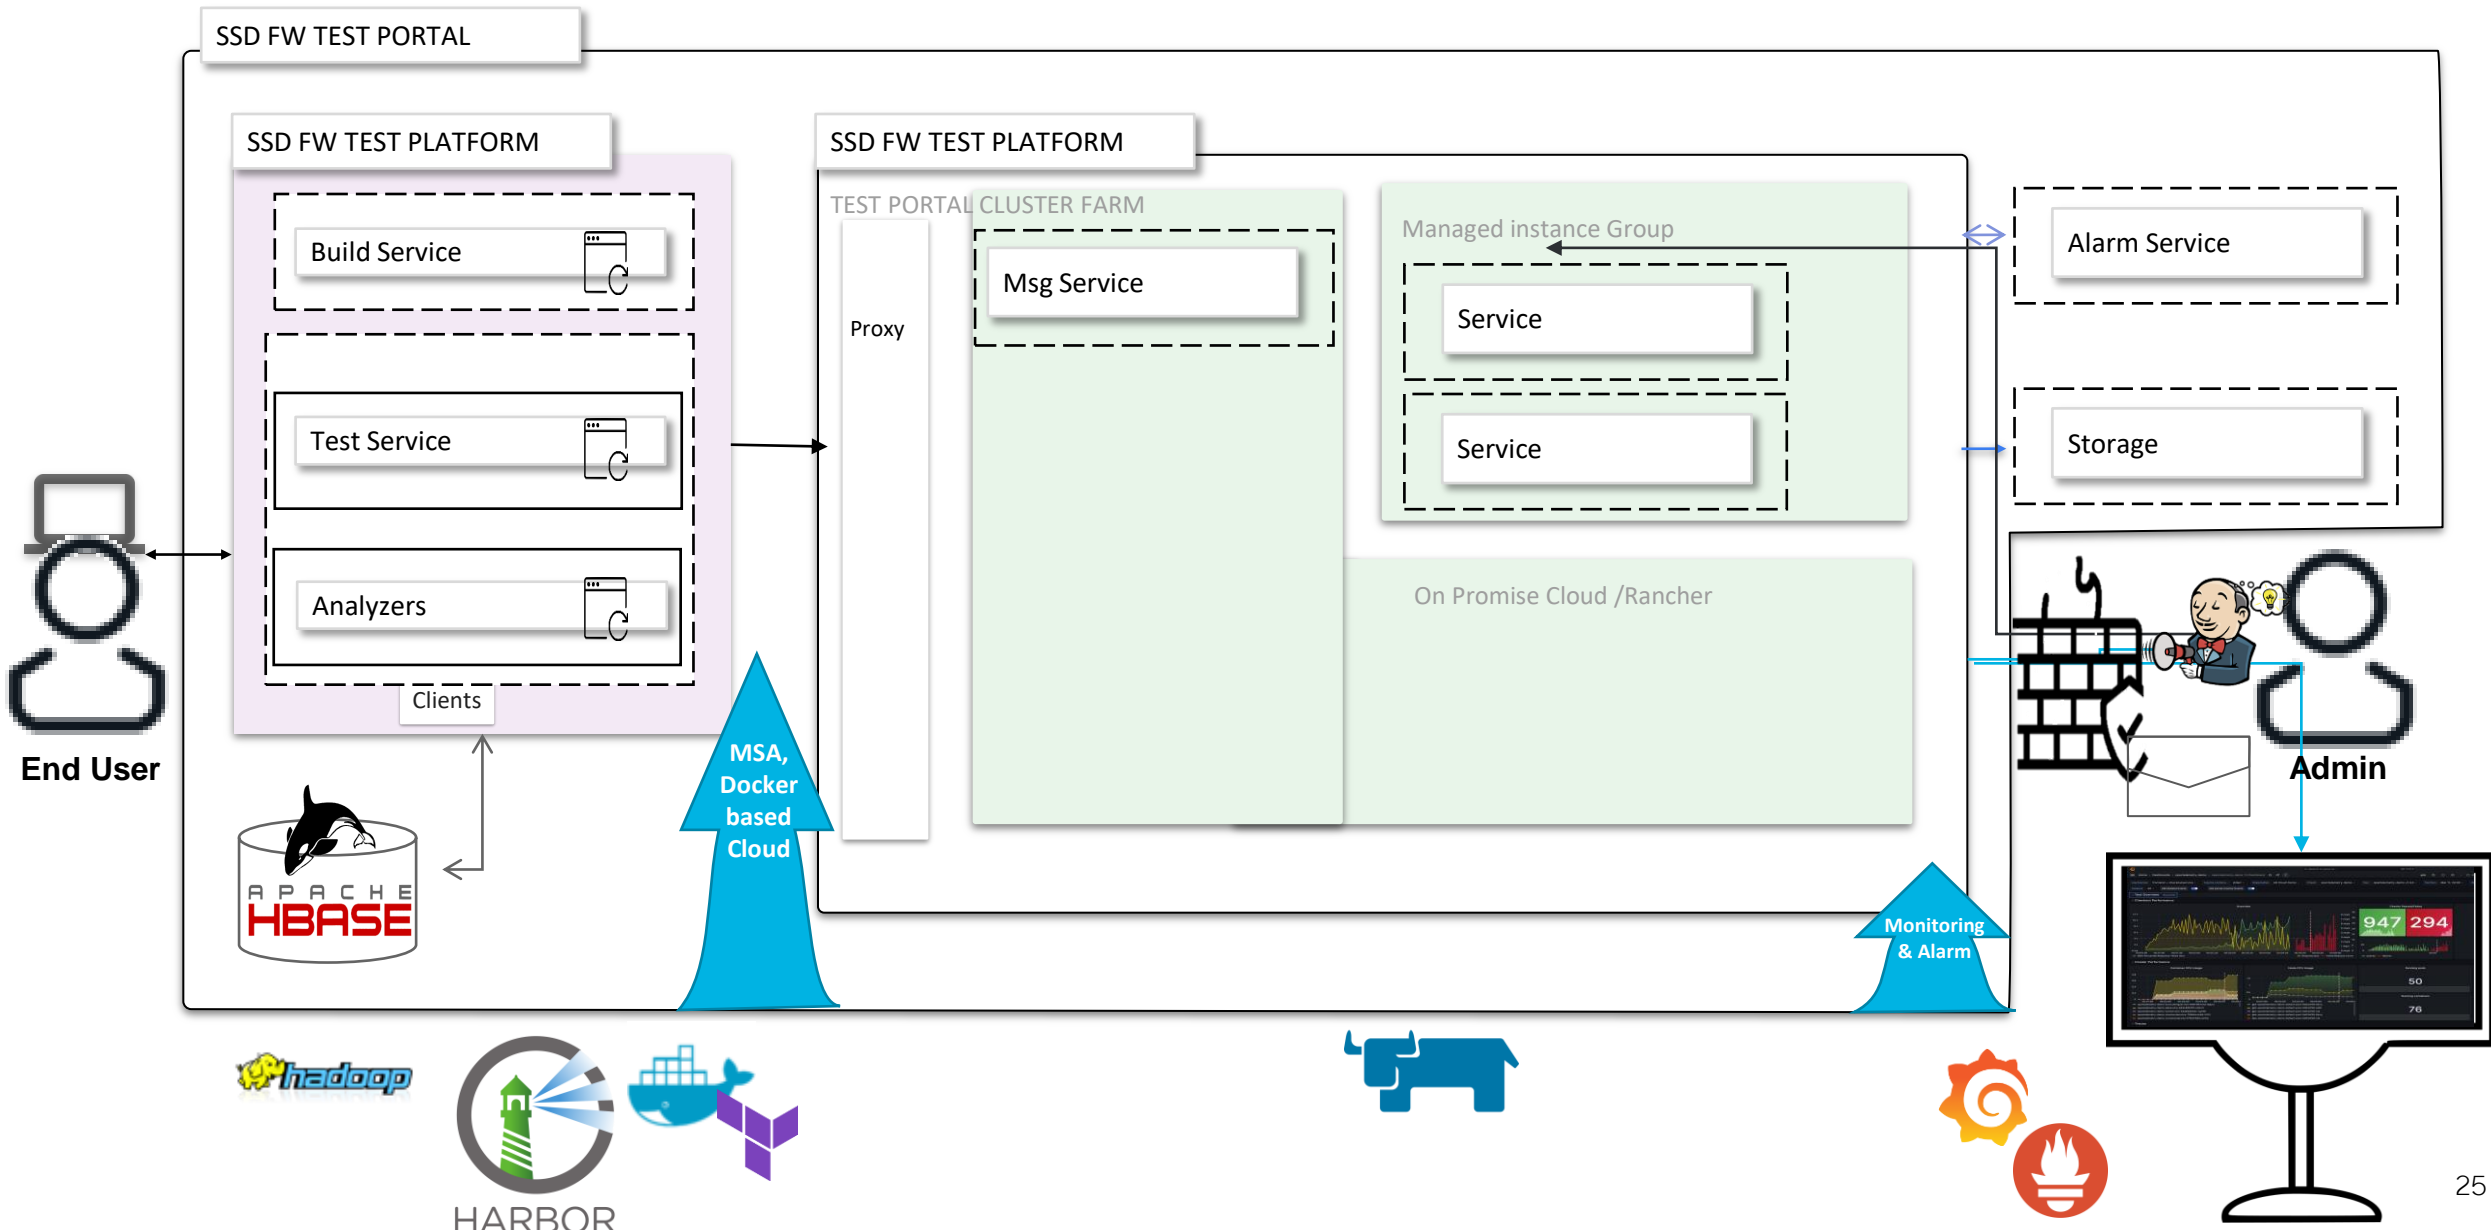 SSD FW TEST PORTAL
SSD FW TEST PLATFORM
Build Service
Test Service
Analyzers
Clients
SSD FW TEST PLATFORM
TEST PORTAL CLUSTER FARM
Proxy
Msg Service
Managed instance Group
Service
Service
On Promise Cloud /Rancher
Alarm Service
Storage
End User
Admin
MSA,
Docker
based
Cloud
APACHE
HBASE
Monitoring
& Alarm
947 294
50
76
hadoop
HARBOR
25